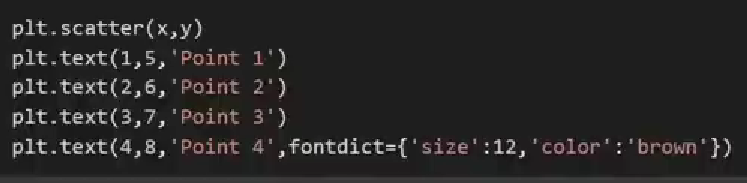 plt.scatter(x,y)
plt.text(1,5,'Point 1')
plt.text(2,6,'Point 2')
plt.text(3,7,'Point 3')
plt.text(4,8,'Point 4',fontdict={'size':12,'color':'brown'})